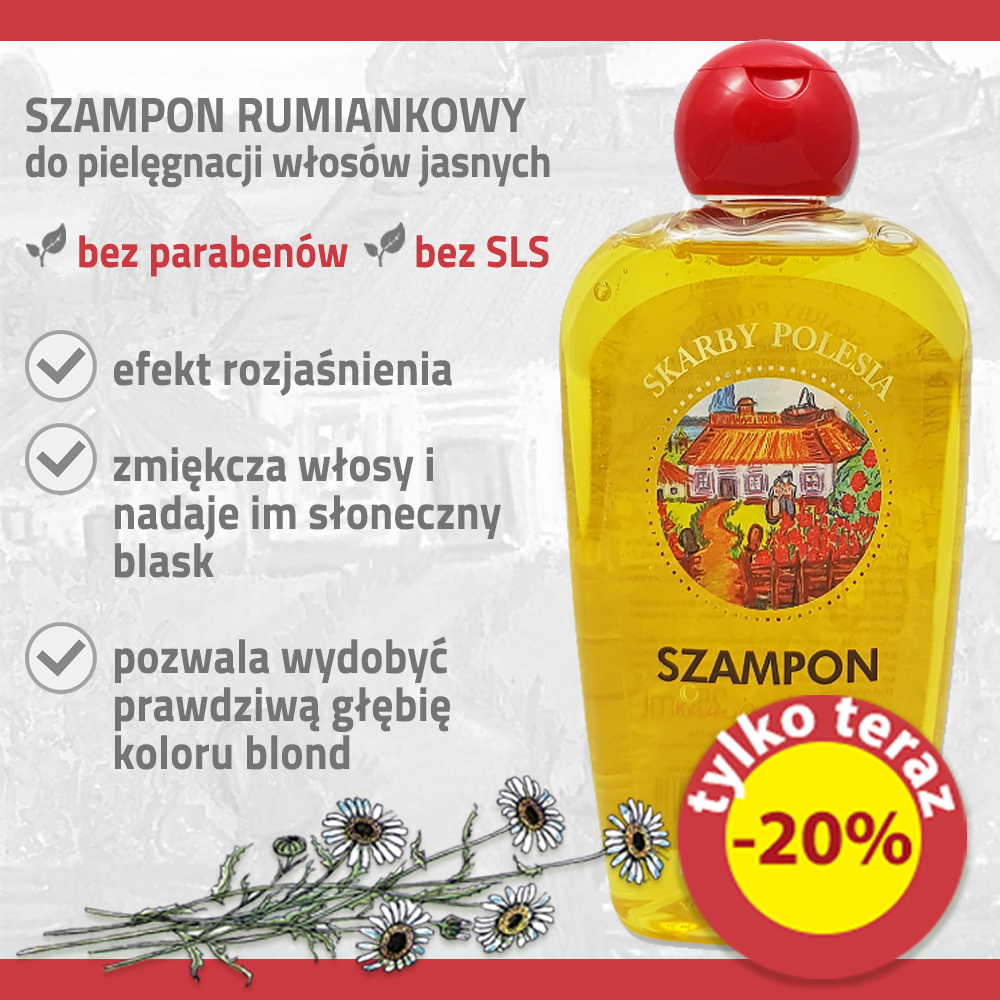 SZAMPON RUMIANKOWY
do pielęgnacji włosów jasnych
bez parabenów bez SLS
efekt rozjaśnienia
zmiękcza włosy i
nadaje im słoneczny
blask
pozwala wydobyć
prawdziwą głębię
koloru blond
SKARBY POLESIA
SZAMPON
tylko teraz
-20%